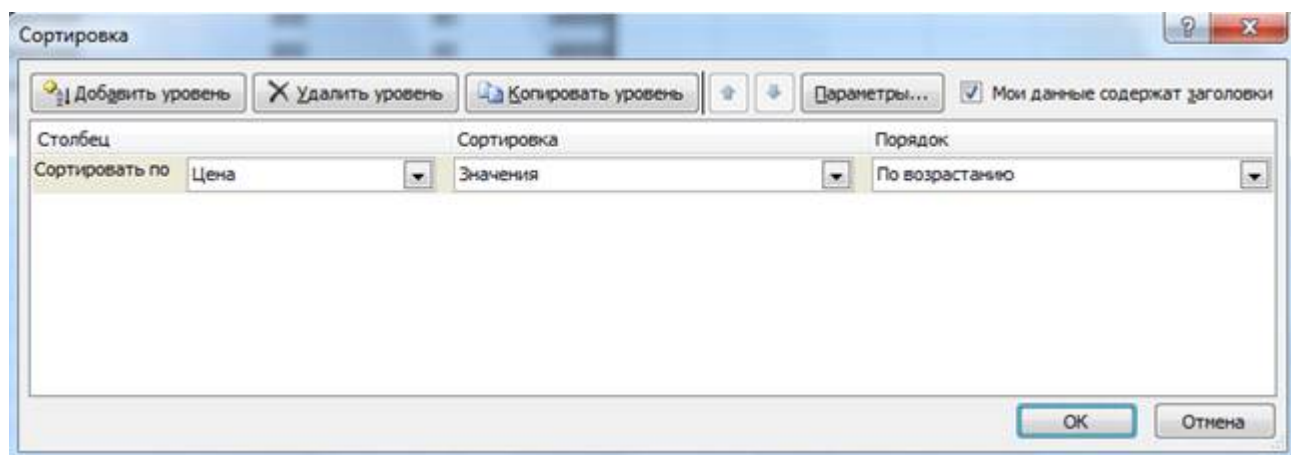 Сортировка
Добавить уровень Удалить уровень Копировать уровень Параметры... Мои данные содержат заголовки
Столбец Сортировка Порядок
Сортировать по Цена Значения По возрастанию
ОК Отмена